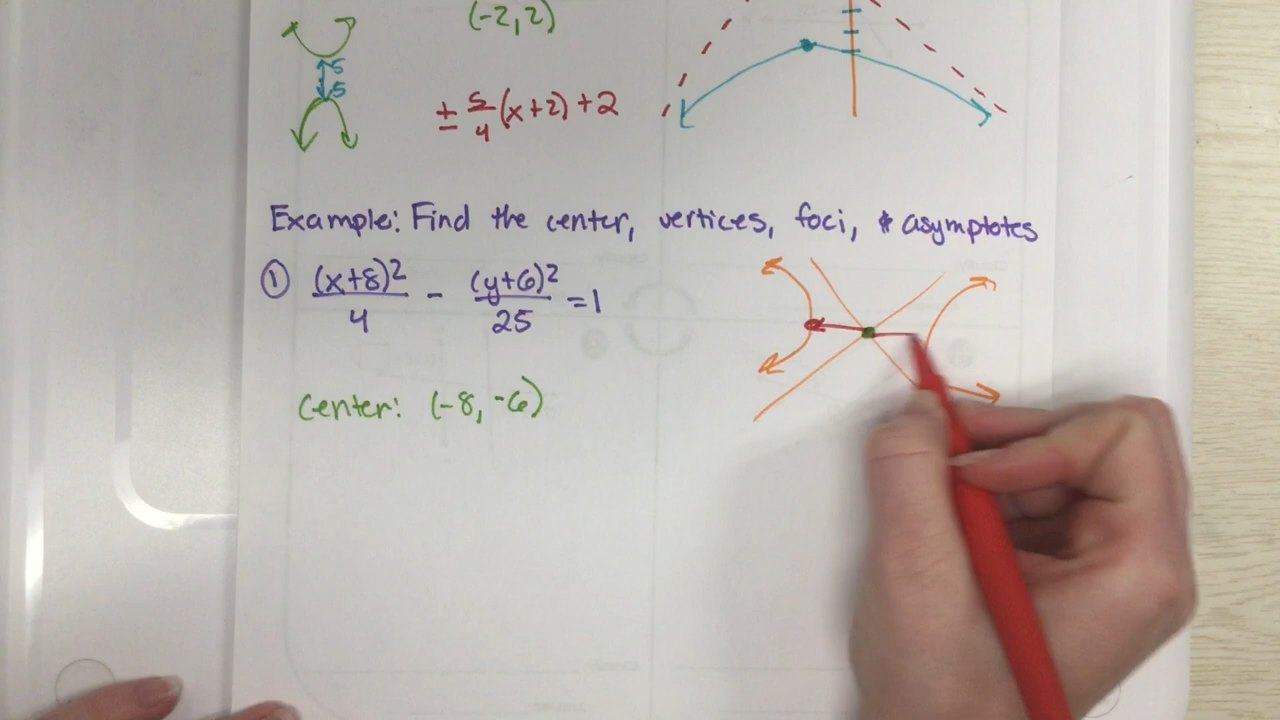 (-2,2)
5
5
± 5/4 (x+2) + 2
Example: Find the center, vertices, foci, & asymptotes
① (x+8)²/4 - (y+6)²/25 = 1
center: (-8, -6)